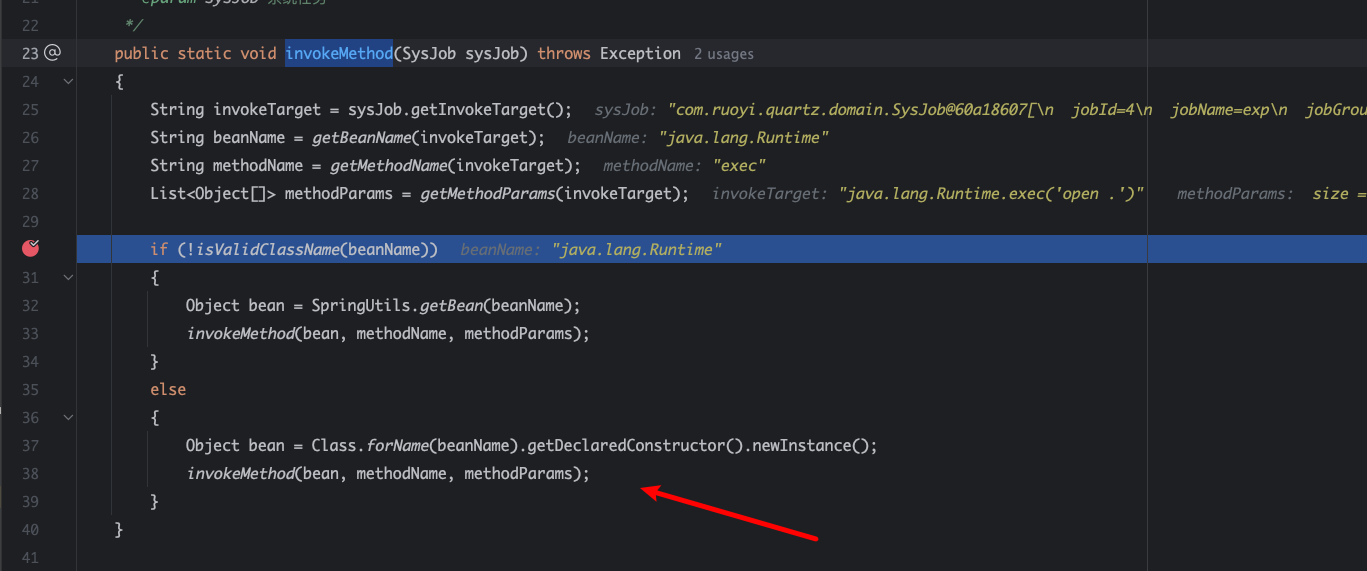 22 */
23 public static void invokeMethod(SysJob sysJob) throws Exception 2 usages
24 {
25 String invokeTarget = sysJob.getInvokeTarget(); sysJob: "com.ruoyi.quartz.domain.SysJob@60a18607[\n jobId=4\n jobName=exp\n jobGrou
26 String beanName = getBeanName(invokeTarget); beanName: "java.lang.Runtime"
27 String methodName = getMethodName(invokeTarget); methodName: "exec"
28 List<Object[]> methodParams = getMethodParams(invokeTarget); invokeTarget: "java.lang.Runtime.exec('open .')" methodParams: size =
29
if (!isValidClassName(beanName)) beanName: "java.lang.Runtime"
31 {
32 Object bean = SpringUtils.getBean(beanName);
33 invokeMethod(bean, methodName, methodParams);
34 }
35 else
36 {
37 Object bean = Class.forName(beanName).getDeclaredConstructor().newInstance();
38 invokeMethod(bean, methodName, methodParams);
39 }
40 }
41